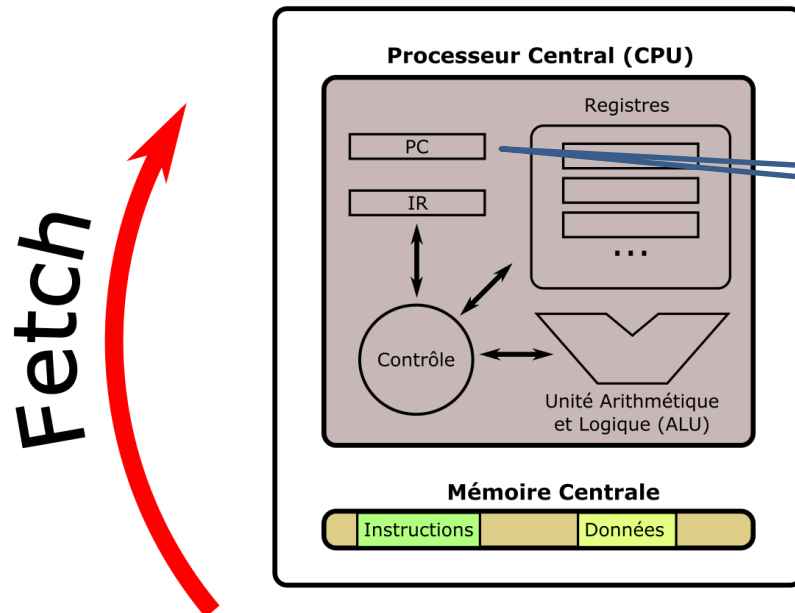 Processeur Central (CPU)
Registres
PC
IR
...
Contrôle
Unité Arithmétique
et Logique (ALU)
Mémoire Centrale
Instructions
Données
Fetch